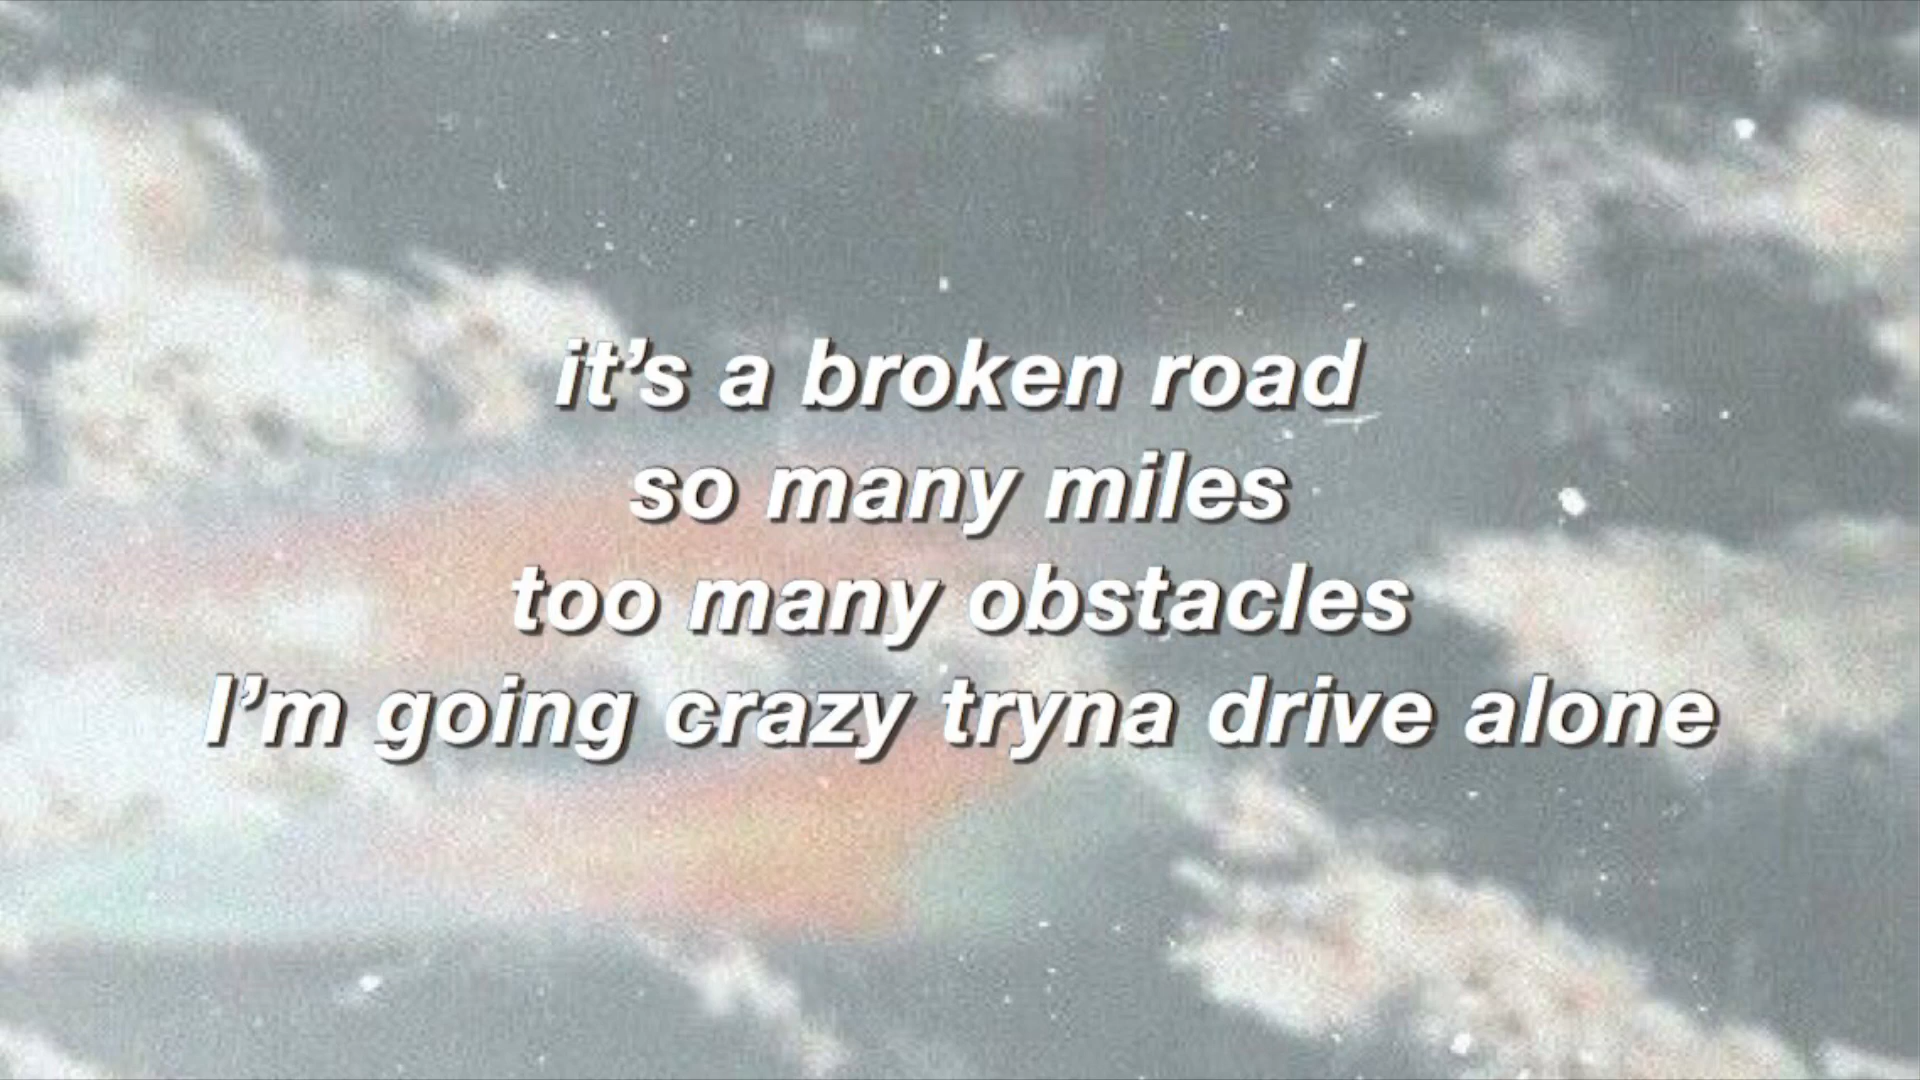 it's a broken road
so many miles
too many obstacles
I'm going crazy tryna drive alone